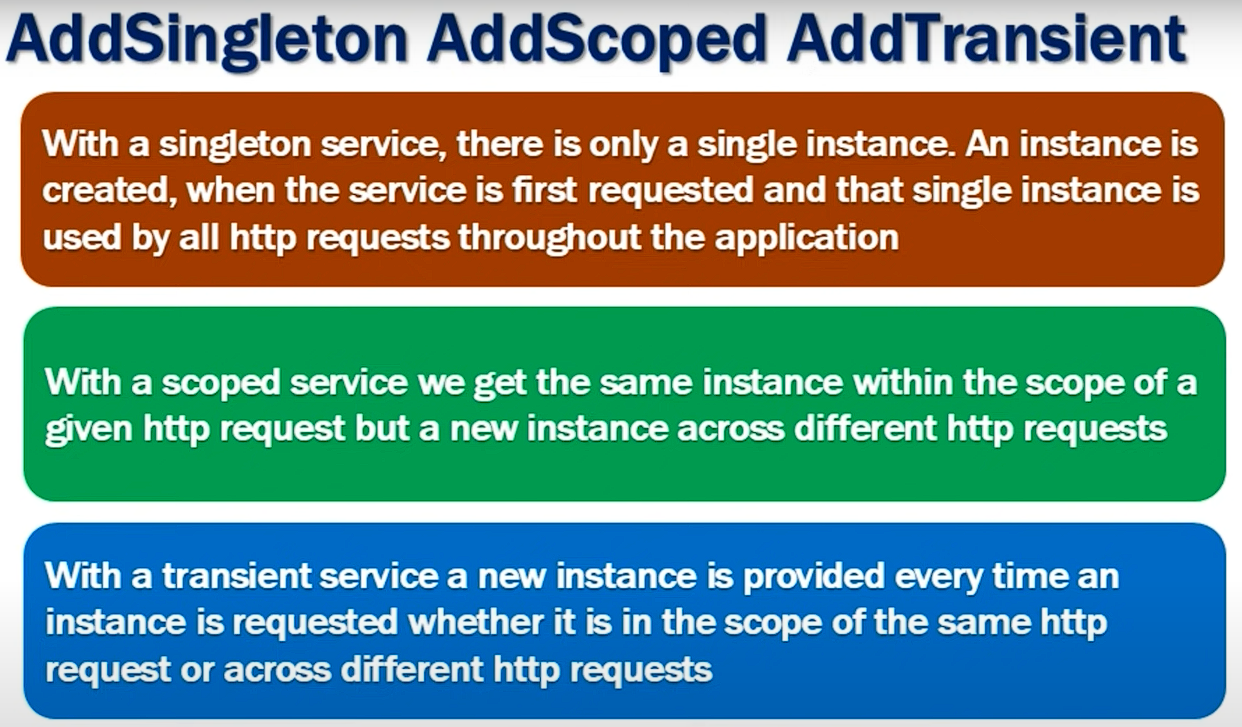 AddSingleton AddScoped AddTransient
With a singleton service, there is only a single instance. An instance is
created, when the service is first requested and that single instance is
used by all http requests throughout the application
With a scoped service we get the same instance within the scope of a
given http request but a new instance across different http requests
With a transient service a new instance is provided every time an
instance is requested whether it is in the scope of the same http
request or across different http requests